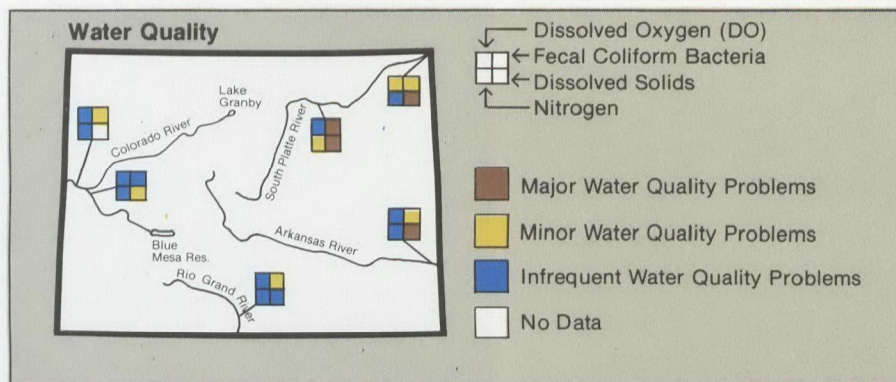 Water Quality
Lake
Granby
Colorado River
South Platte River
Arkansas River
Blue
Mesa Res.
Rio Grand River
Dissolved Oxygen (DO)
Fecal Coliform Bacteria
Dissolved Solids
Nitrogen
Major Water Quality Problems
Minor Water Quality Problems
Infrequent Water Quality Problems
No Data